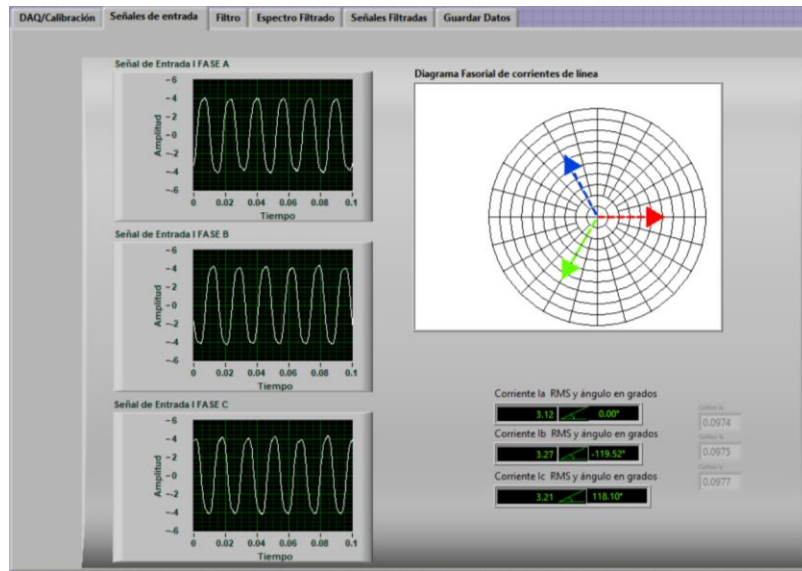 DAQ/Calibración Señales de entrada Filtro Espectro Filtrado Señales Filtradas Guardar Datos
Señal de Entrada I FASE A
Amplitud
-6
-4
-2
-0
--2
--4
--6
0 0.02 0.04 0.06 0.08 0.1
Tiempo
Señal de Entrada I FASE B
Amplitud
-6
-4
-2
-0
--2
--4
--6
0 0.02 0.04 0.06 0.08 0.1
Tiempo
Señal de Entrada I FASE C
Amplitud
-6
-4
-2
-0
--2
--4
--6
0 0.02 0.04 0.06 0.08 0.1
Tiempo
Diagrama Fasorial de corrientes de línea
Corriente Ia RMS y ángulo en grados
3.12 0.00°
Corriente Ib RMS y ángulo en grados
3.27 -119.52°
Corriente Ic RMS y ángulo en grados
3.21 118.10°
0.0974
0.0975
0.0977